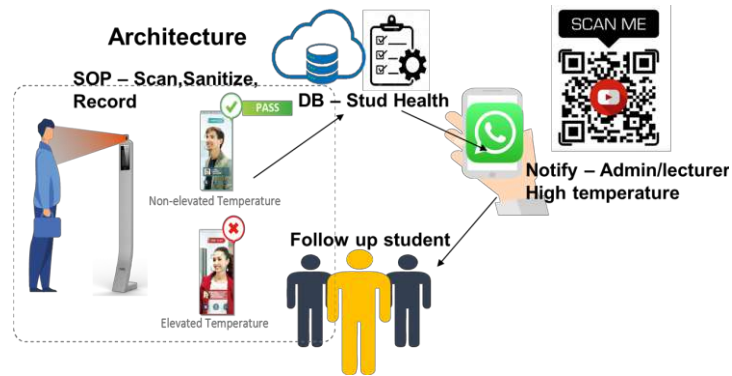 Architecture
SOP – Scan,Sanitize,
Record
PASS
Non-elevated Temperature
Elevated Temperature
DB – Stud Health
SCAN ME
Notify – Admin/lecturer
High temperature
Follow up student